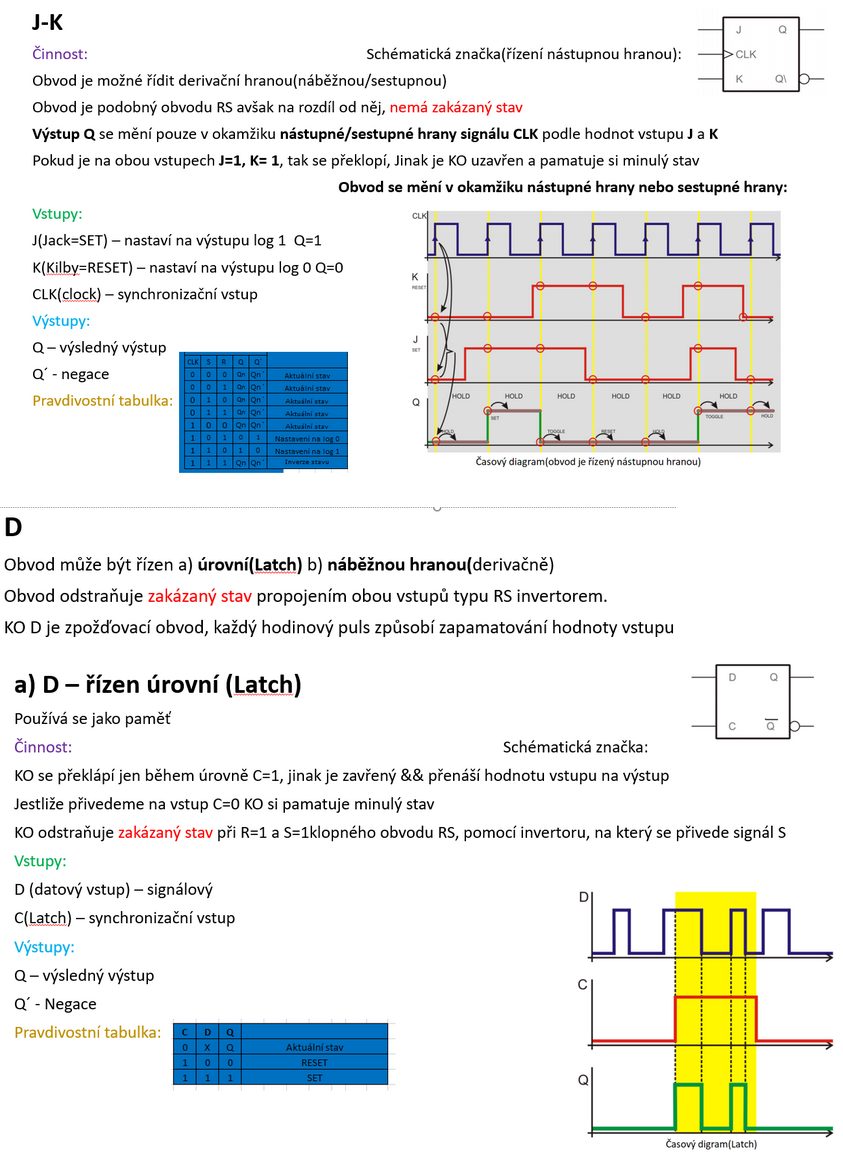 J-K
Činnost:
Schématická značka(řízení nástupnou hranou):
J Q
CLK
K Q\
Obvod je možné řídit derivační hranou(náběžnou/sestupnou)
Obvod je podobný obvodu RS avšak na rozdíl od něj, nemá zakázaný stav
Výstup Q se mění pouze v okamžiku nástupné/sestupné hrany signálu CLK podle hodnot vstupu J a K
Pokud je na obou vstupech J=1, K= 1, tak se překlopí, Jinak je KO uzavřen a pamatuje si minulý stav
Obvod se mění v okamžiku nástupné hrany nebo sestupné hrany:
Vstupy:
J(Jack=SET) – nastaví na výstupu log 1 Q=1
K(Kilby=RESET) – nastaví na výstupu log 0 Q=0
CLK(clock) – synchronizační vstup
Výstupy:
Q – výsledný výstup
Q´ - negace
Pravdivostní tabulka:
CLK S R Q Q´
0 0 0 Qn Qn´ Aktuální stav
0 0 1 Qn Qn´ Aktuální stav
0 1 0 Qn Qn´ Aktuální stav
0 1 1 Qn Qn´ Aktuální stav
1 0 0 Qn Qn´ Aktuální stav
1 0 1 0 1 Nastavení na log 0
1 1 0 1 0 Nastavení na log 1
1 1 1 Qn Qn´ Inverze stavu
CLK
K
RESET
J
SET
HOLD HOLD HOLD HOLD HOLD HOLD
Q
HOLD SET TOGGLE RESET HOLD TOGGLE HOLD
Časový diagram(obvod je řízený nástupnou hranou)
D
Obvod může být řízen a) úrovní(Latch) b) náběžnou hranou(derivačně)
Obvod odstraňuje zakázaný stav propojením obou vstupů typu RS invertorem.
KO D je zpožďovací obvod, každý hodinový puls způsobí zapamatování hodnoty vstupu
a) D – řízen úrovní (Latch)
D Q
C Q
Používá se jako paměť
Činnost:
Schématická značka:
KO se překlápí jen během úrovně C=1, jinak je zavřený && přenáší hodnotu vstupu na výstup
Jestliže přivedeme na vstup C=0 KO si pamatuje minulý stav
KO odstraňuje zakázaný stav při R=1 a S=1klopného obvodu RS, pomocí invertoru, na který se přivede signál S
Vstupy:
D (datový vstup) – signálový
C(Latch) – synchronizační vstup
Výstupy:
Q – výsledný výstup
Q´ - Negace
Pravdivostní tabulka:
C D Q
0 X Q Aktuální stav
1 0 0 RESET
1 1 1 SET
D
C
Q
Časový digram(Latch)